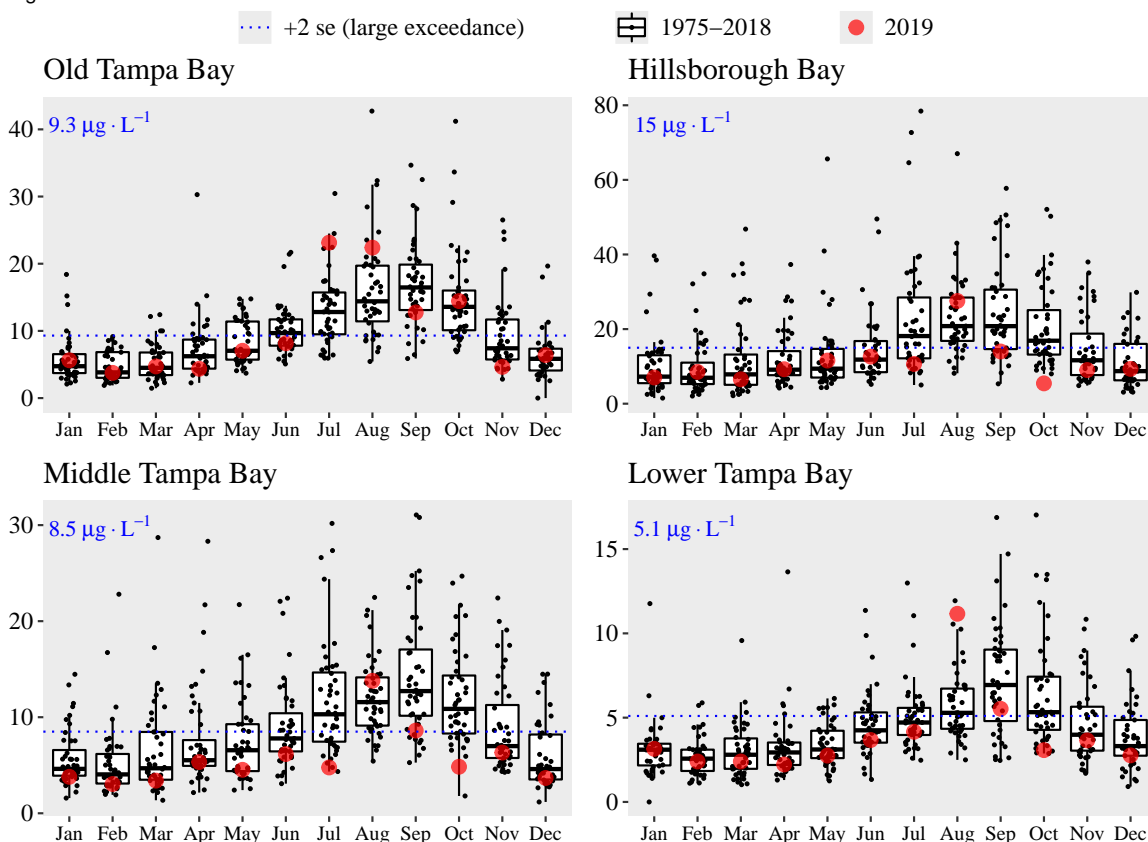 +2 se (large exceedance) 1975–2018 2019
Old Tampa Bay
9.3 μg · L⁻¹
40
30
20
10
0
Jan Feb Mar Apr May Jun Jul Aug Sep Oct Nov Dec
Hillsborough Bay
15 μg · L⁻¹
80
60
40
20
0
Jan Feb Mar Apr May Jun Jul Aug Sep Oct Nov Dec
Middle Tampa Bay
8.5 μg · L⁻¹
30
20
10
0
Jan Feb Mar Apr May Jun Jul Aug Sep Oct Nov Dec
Lower Tampa Bay
5.1 μg · L⁻¹
15
10
5
0
Jan Feb Mar Apr May Jun Jul Aug Sep Oct Nov Dec